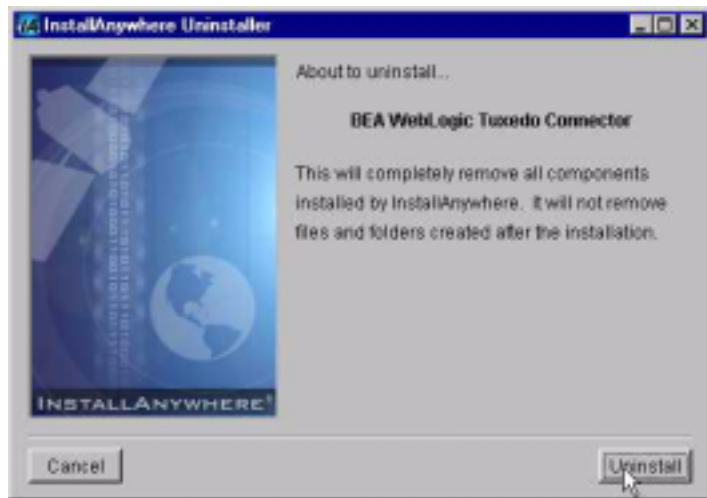 InstallAnywhere Uninstaller
About to uninstall...
BEA WebLogic Tuxedo Connector
This will completely remove all components
installed by InstallAnywhere. It will not remove
files and folders created after the installation.
INSTALLANYWHERE
Cancel
Uninstall